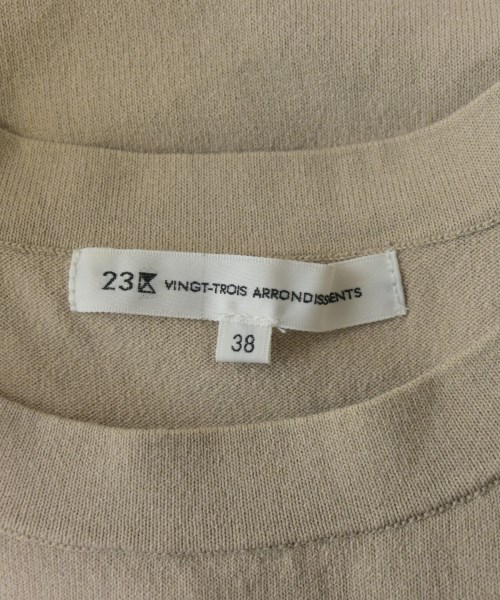 23区 VINGT-TROIS ARRONDISSEMENTS
38